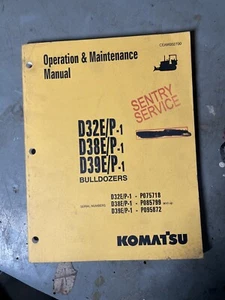 Operation & Maintenance
Manual
SENTRY
SERVICE
D32E/P-1
D38E/P-1
D39E/P-1
BULLDOZERS
D32E/P-1 - P075718
D38E/P-1 - P085799
D39E/P-1 - P095872
KOMATSU